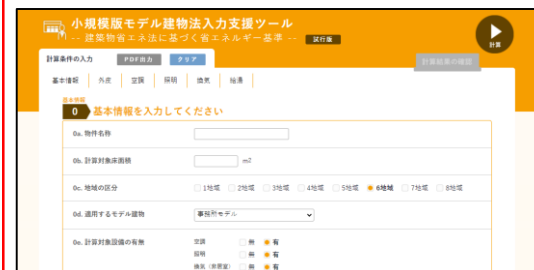 小規模版モデル建物法入力支援ツール
-- 建築物省エネ法に基づく省エネルギー基準 -- 試行版
計算
計算条件の入力 PDF出力 クリア 計算結果の確認
基本情報 外皮 空調 照明 換気 給湯
基本情報
0 基本情報を入力してください
0a. 物件名称
0b. 計算対象床面積 m2
0c. 地域の区分 1地域 2地域 3地域 4地域 5地域 6地域 7地域 8地域
0d. 適用するモデル建物 事務所モデル
0e. 計算対象設備の有無 空調 無 有
照明 無 有
換気（非居室） 無 有